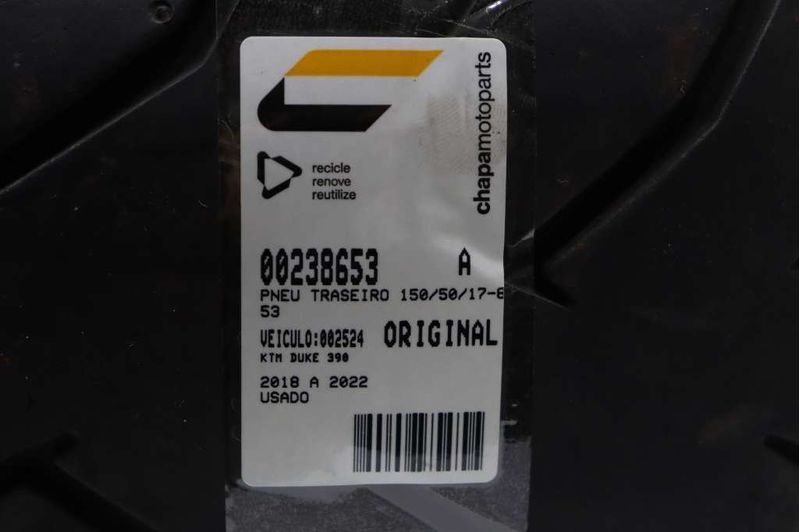 chapamotoparts
recicle
renove
reutilize
00238653 A
PNEU TRASEIRO 150/50/17-8
53
VEICULO:002524 ORIGINAL
KTM DUKE 390
2018 A 2022
USADO